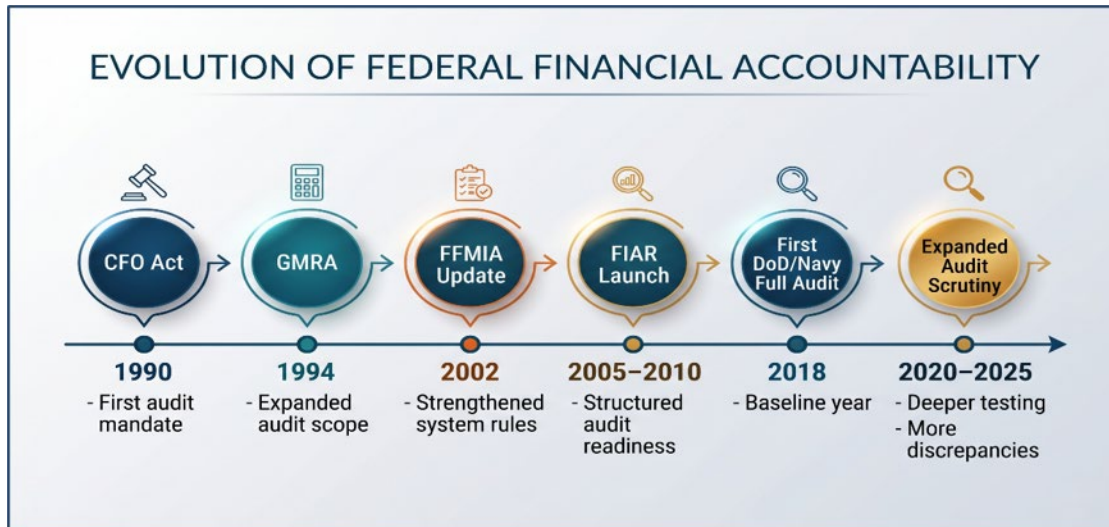 EVOLUTION OF FEDERAL FINANCIAL ACCOUNTABILITY
CFO Act
GMRA
FFMIA
Update
FIAR
Launch
First
DoD/Navy
Full Audit
Expanded
Audit
Scrutiny
1990
- First audit
mandate
1994
- Expanded
audit scope
2002
- Strengthened
system rules
2005–2010
- Structured
audit
readiness
2018
- Baseline year
2020–2025
- Deeper testing
- More
discrepancies